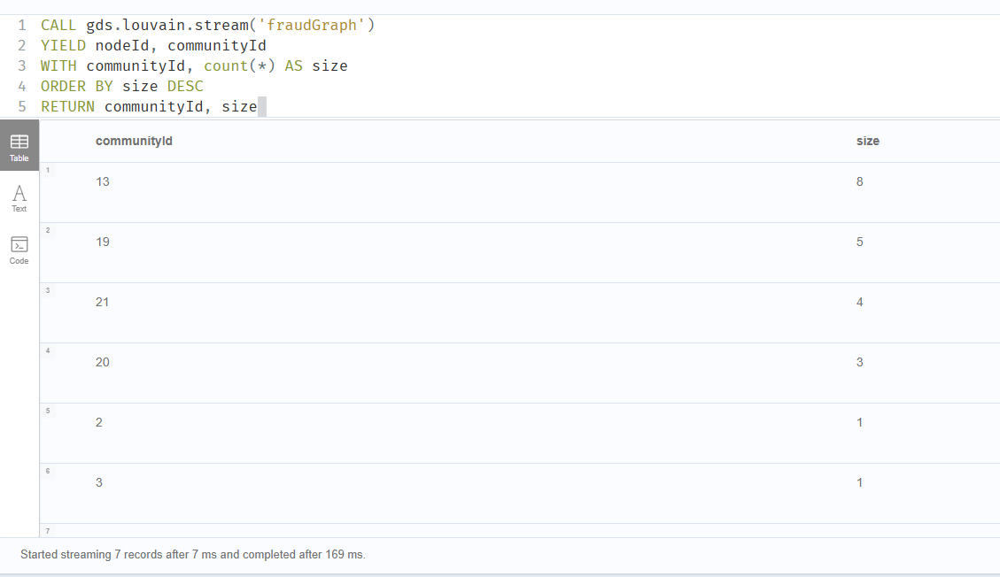 1 CALL gds.louvain.stream('fraudGraph')
2 YIELD nodeId, communityId
3 WITH communityId, count(*) AS size
4 ORDER BY size DESC
5 RETURN communityId, size
Table
Text
Code
communityId size
1
13 8
2
19 5
3
21 4
4
20 3
5
2 1
6
3 1
7
Started streaming 7 records after 7 ms and completed after 169 ms.